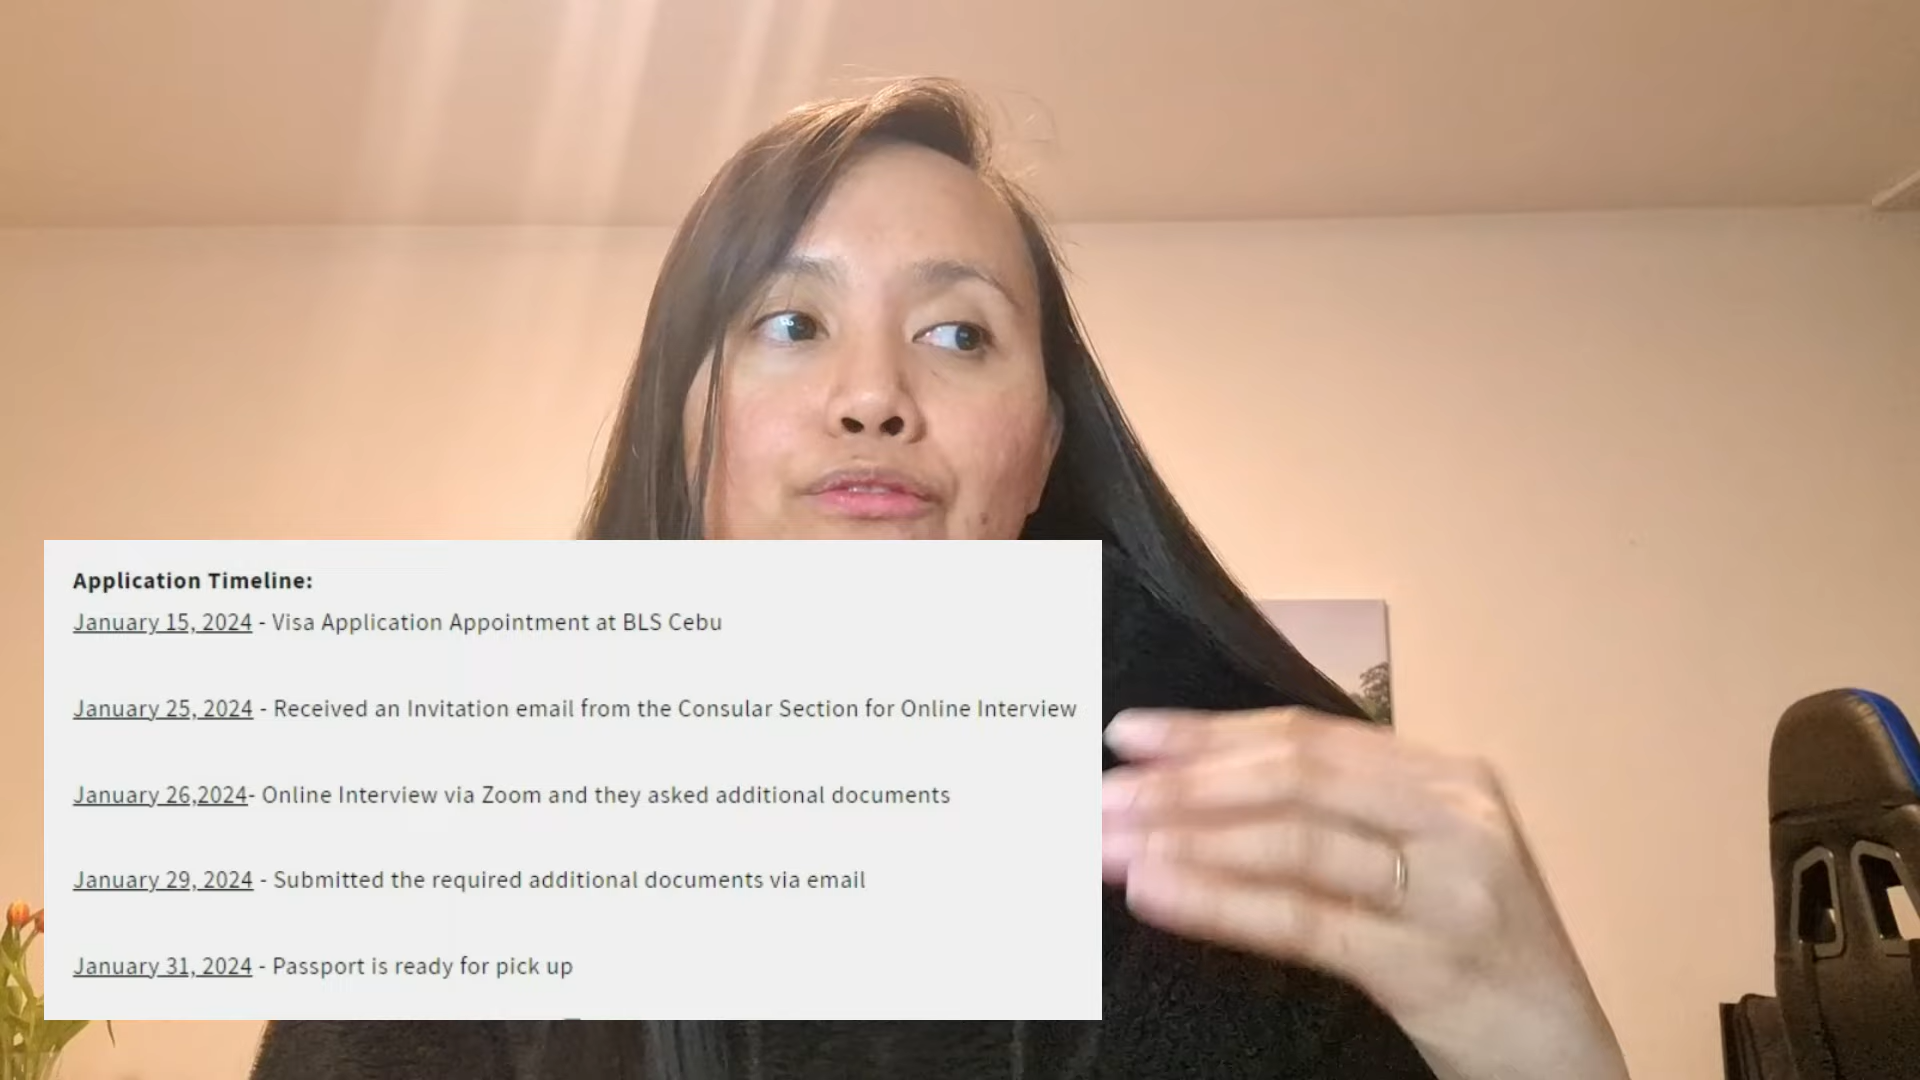 Application Timeline:
January 15, 2024 - Visa Application Appointment at BLS Cebu
January 25, 2024 - Received an Invitation email from the Consular Section for Online Interview
January 26,2024- Online Interview via Zoom and they asked additional documents
January 29, 2024 - Submitted the required additional documents via email
January 31, 2024 - Passport is ready for pick up